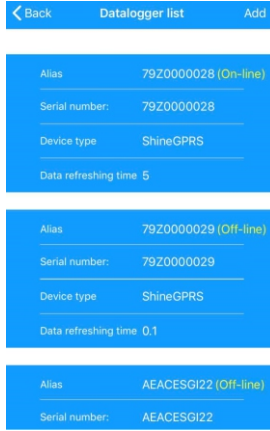 Back Datalogger list Add
Alias 79Z0000028 (On-line)
Serial number: 79Z0000028
Device type ShineGPRS
Data refreshing time 5
Alias 79Z0000029 (Off-line)
Serial number: 79Z0000029
Device type ShineGPRS
Data refreshing time 0.1
Alias AEACESGI22 (Off-line)
Serial number: AEACESGI22